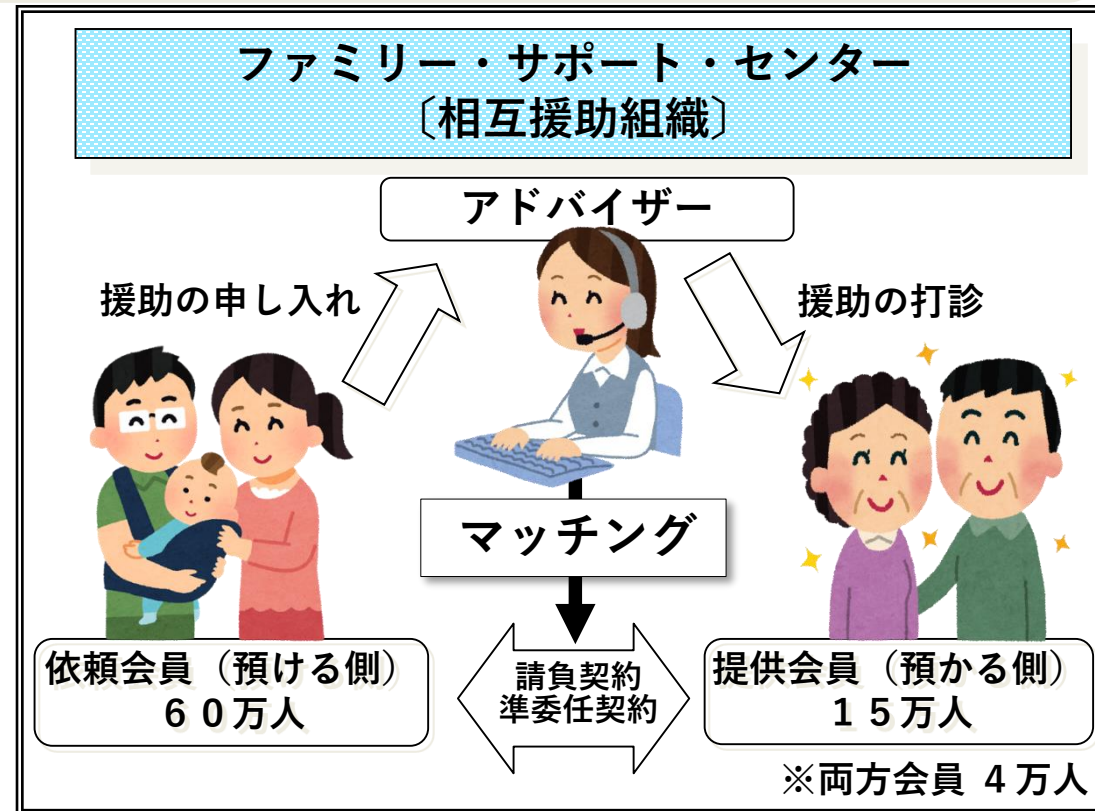 ファミリー・サポート・センター
〔相互援助組織〕
アドバイザー
援助の申し入れ
援助の打診
マッチング
依頼会員（預ける側）
６０万人
請負契約
準委任契約
提供会員（預かる側）
１５万人
※両方会員 ４万人